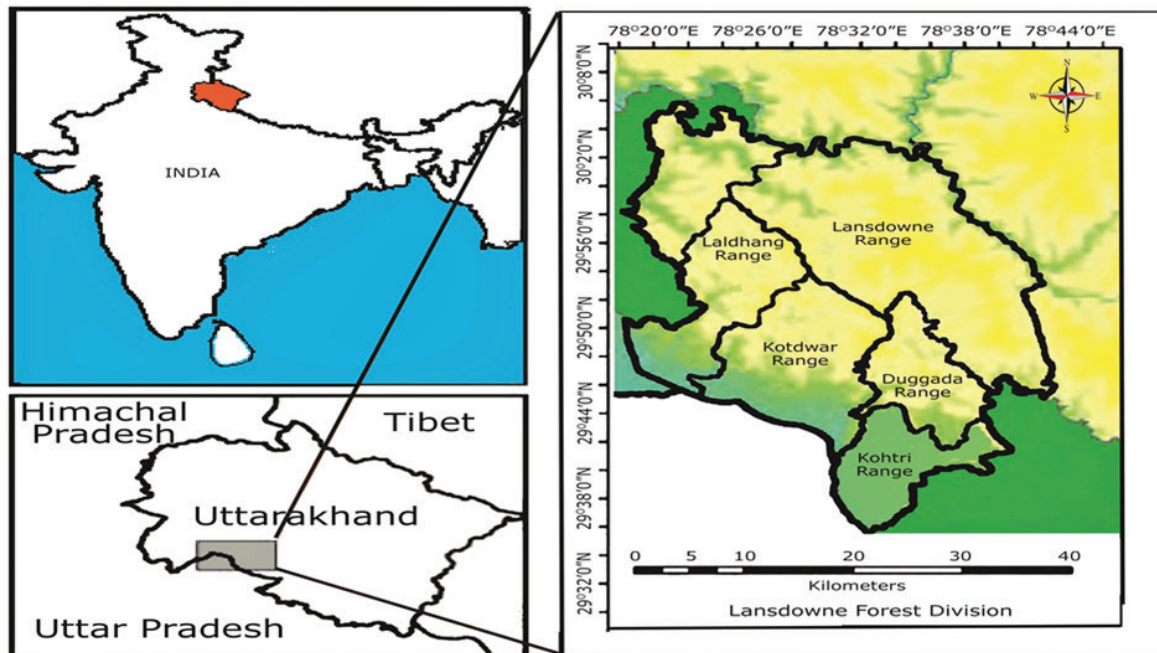 INDIA
Himachal
Pradesh
Tibet
Uttarakhand
Uttar Pradesh
78°20'0"E 78°26'0"E 78°32'0"E 78°38'0"E 78°44'0"E
30°8'0"N
30°2'0"N
29°56'0"N
29°50'0"N
29°44'0"N
29°38'0"N
29°32'0"N
N
W E
S
Lansdowne
Range
Laldhang
Range
Kotdwar
Range
Duggada
Range
Kohtri
Range
0 5 10 20 30 40
Kilometers
Lansdowne Forest Division